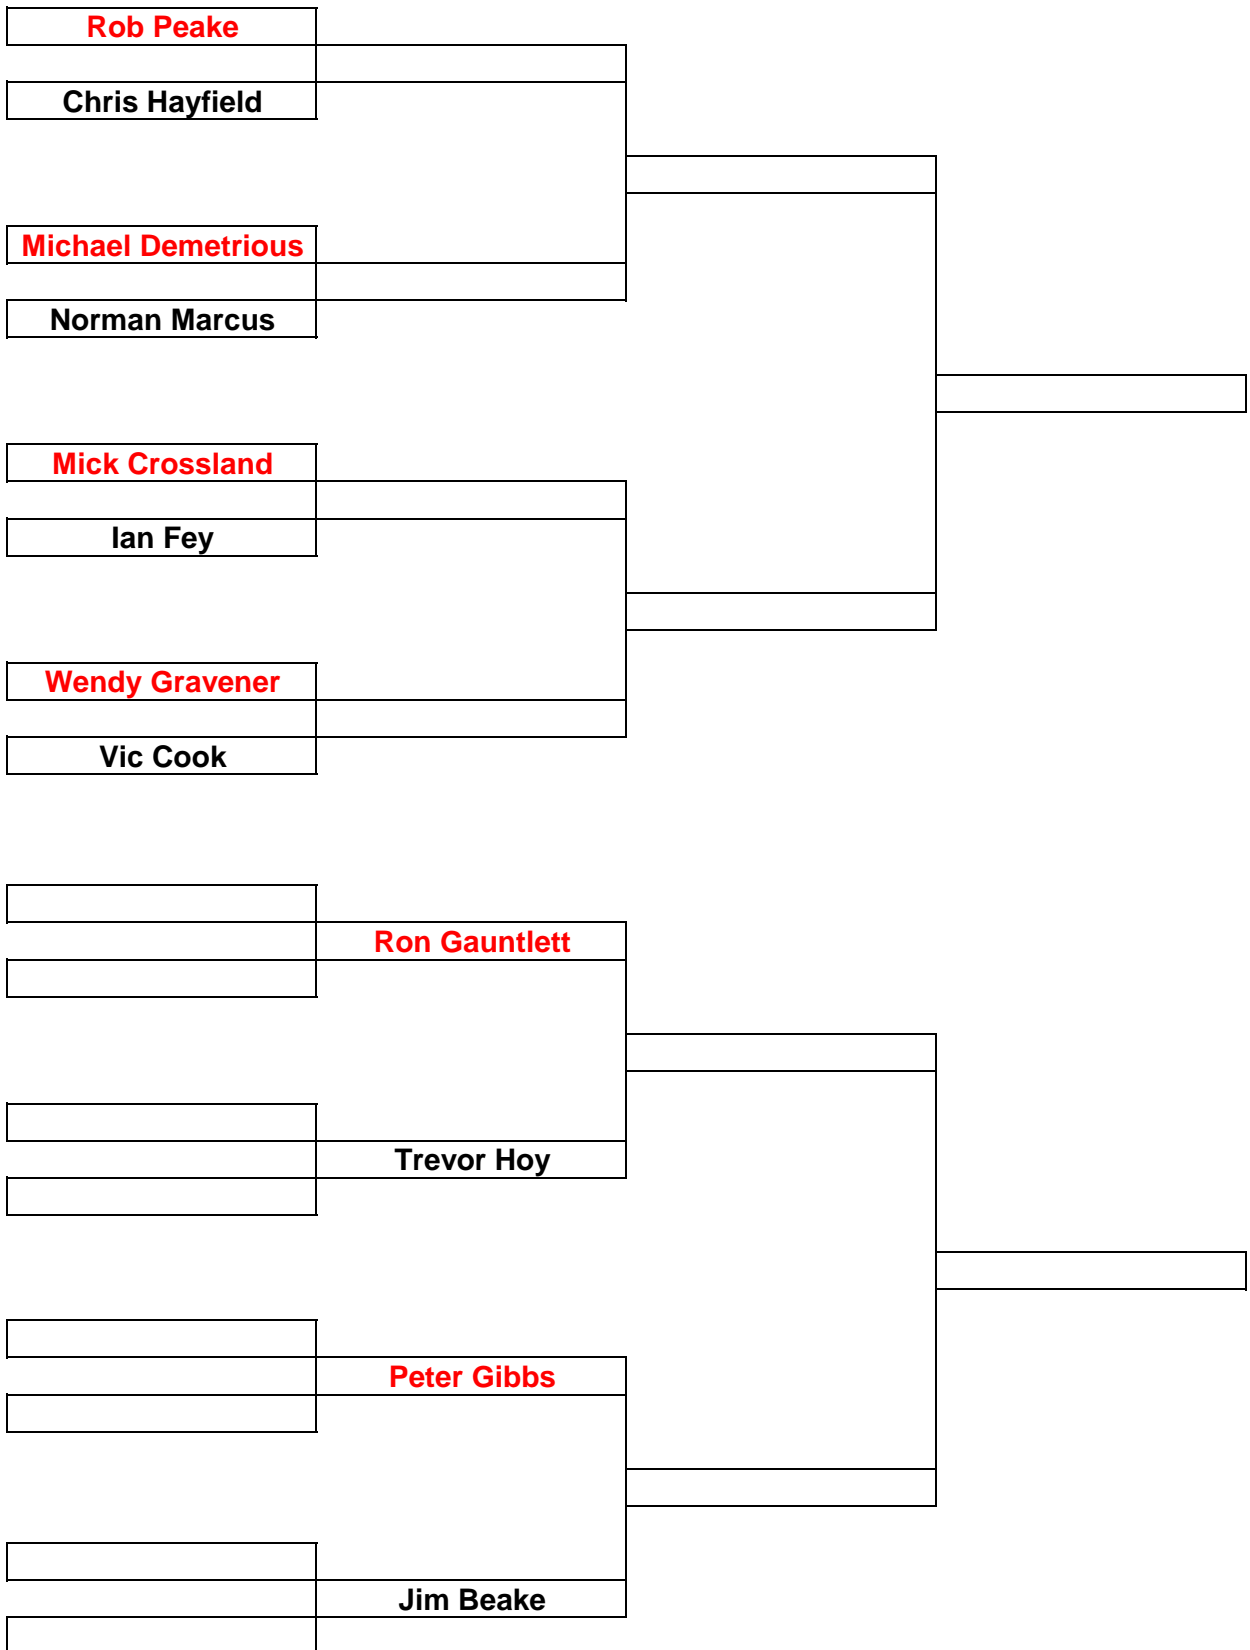 Rob Peake
Chris Hayfield
Michael Demetrious
Norman Marcus
Mick Crossland
Ian Fey
Wendy Gravener
Vic Cook
Ron Gauntlett
Trevor Hoy
Peter Gibbs
Jim Beake